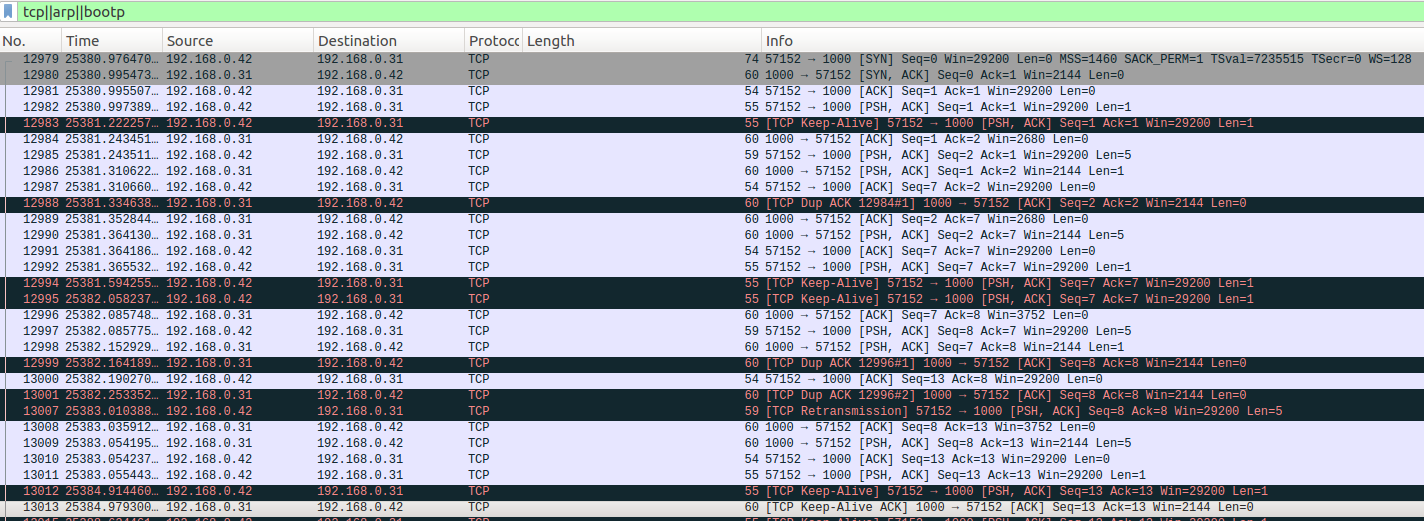 tcp||arp||bootp
No. Time Source Destination Protocc Length Info
12979 25380.976470... 192.168.0.42 192.168.0.31 TCP 74 57152 → 1000 [SYN] Seq=0 Win=29200 Len=0 MSS=1460 SACK_PERM=1 TSval=7235515 TSecr=0 WS=128
12980 25380.995473... 192.168.0.31 192.168.0.42 TCP 60 1000 → 57152 [SYN, ACK] Seq=0 Ack=1 Win=2144 Len=0
12981 25380.995507... 192.168.0.42 192.168.0.31 TCP 54 57152 → 1000 [ACK] Seq=1 Ack=1 Win=29200 Len=0
12982 25380.997389... 192.168.0.42 192.168.0.31 TCP 55 57152 → 1000 [PSH, ACK] Seq=1 Ack=1 Win=29200 Len=1
12983 25381.222257... 192.168.0.42 192.168.0.31 TCP 55 [TCP Keep-Alive] 57152 → 1000 [PSH, ACK] Seq=1 Ack=1 Win=29200 Len=1
12984 25381.243451... 192.168.0.31 192.168.0.42 TCP 60 1000 → 57152 [ACK] Seq=1 Ack=2 Win=2680 Len=0
12985 25381.243511... 192.168.0.42 192.168.0.31 TCP 59 57152 → 1000 [PSH, ACK] Seq=2 Ack=1 Win=29200 Len=5
12986 25381.310622... 192.168.0.31 192.168.0.42 TCP 60 1000 → 57152 [PSH, ACK] Seq=1 Ack=2 Win=2144 Len=1
12987 25381.310660... 192.168.0.42 192.168.0.31 TCP 54 57152 → 1000 [ACK] Seq=7 Ack=2 Win=29200 Len=0
12988 25381.334638... 192.168.0.31 192.168.0.42 TCP 60 [TCP Dup ACK 12984#1] 1000 → 57152 [ACK] Seq=2 Ack=2 Win=2144 Len=0
12989 25381.352844... 192.168.0.31 192.168.0.42 TCP 60 1000 → 57152 [ACK] Seq=2 Ack=7 Win=2680 Len=0
12990 25381.364130... 192.168.0.31 192.168.0.42 TCP 60 1000 → 57152 [PSH, ACK] Seq=2 Ack=7 Win=2144 Len=5
12991 25381.364186... 192.168.0.42 192.168.0.31 TCP 54 57152 → 1000 [ACK] Seq=7 Ack=7 Win=29200 Len=0
12992 25381.365532... 192.168.0.42 192.168.0.31 TCP 55 57152 → 1000 [PSH, ACK] Seq=7 Ack=7 Win=29200 Len=1
12994 25381.594255... 192.168.0.42 192.168.0.31 TCP 55 [TCP Keep-Alive] 57152 → 1000 [PSH, ACK] Seq=7 Ack=7 Win=29200 Len=1
12995 25382.058237... 192.168.0.42 192.168.0.31 TCP 55 [TCP Keep-Alive] 57152 → 1000 [PSH, ACK] Seq=7 Ack=7 Win=29200 Len=1
12996 25382.085748... 192.168.0.31 192.168.0.42 TCP 60 1000 → 57152 [ACK] Seq=7 Ack=8 Win=3752 Len=0
12997 25382.085775... 192.168.0.42 192.168.0.31 TCP 59 57152 → 1000 [PSH, ACK] Seq=8 Ack=7 Win=29200 Len=5
12998 25382.152929... 192.168.0.31 192.168.0.42 TCP 60 1000 → 57152 [PSH, ACK] Seq=7 Ack=8 Win=2144 Len=1
12999 25382.164189... 192.168.0.31 192.168.0.42 TCP 60 [TCP Dup ACK 12996#1] 1000 → 57152 [ACK] Seq=8 Ack=8 Win=2144 Len=0
13000 25382.190270... 192.168.0.42 192.168.0.31 TCP 54 57152 → 1000 [ACK] Seq=13 Ack=8 Win=29200 Len=0
13001 25382.253352... 192.168.0.31 192.168.0.42 TCP 60 [TCP Dup ACK 12996#2] 1000 → 57152 [ACK] Seq=8 Ack=8 Win=2144 Len=0
13007 25383.010388... 192.168.0.42 192.168.0.31 TCP 59 [TCP Retransmission] 57152 → 1000 [PSH, ACK] Seq=8 Ack=8 Win=29200 Len=5
13008 25383.035912... 192.168.0.31 192.168.0.42 TCP 60 1000 → 57152 [ACK] Seq=8 Ack=13 Win=3752 Len=0
13009 25383.054195... 192.168.0.31 192.168.0.42 TCP 60 1000 → 57152 [PSH, ACK] Seq=8 Ack=13 Win=2144 Len=5
13010 25383.054237... 192.168.0.42 192.168.0.31 TCP 54 57152 → 1000 [ACK] Seq=13 Ack=13 Win=29200 Len=0
13011 25383.055443... 192.168.0.42 192.168.0.31 TCP 55 57152 → 1000 [PSH, ACK] Seq=13 Ack=13 Win=29200 Len=1
13012 25384.914460... 192.168.0.42 192.168.0.31 TCP 55 [TCP Keep-Alive] 57152 → 1000 [PSH, ACK] Seq=13 Ack=13 Win=29200 Len=1
13013 25384.979300... 192.168.0.31 192.168.0.42 TCP 60 [TCP Keep-Alive ACK] 1000 → 57152 [ACK] Seq=13 Ack=13 Win=2144 Len=0